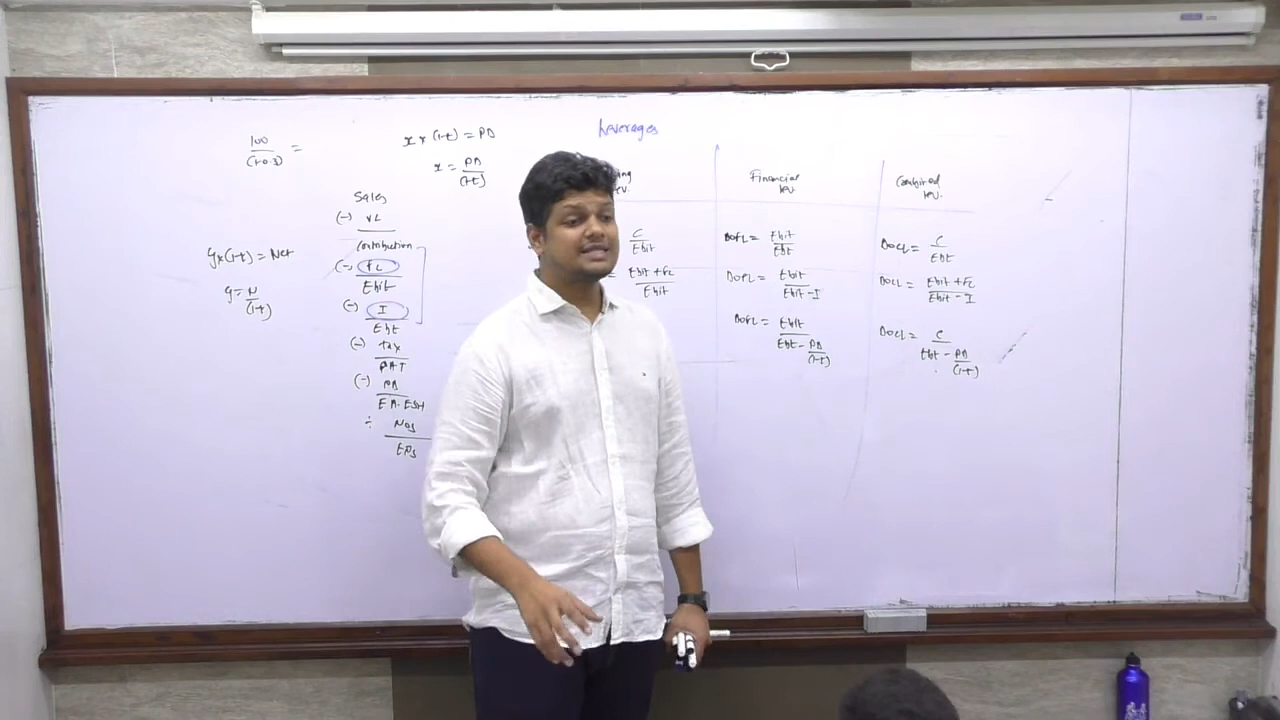 Leverages
100
(1-0.3) =
x × (1-t) = PD
x = PD
(1-t)
Sales
(-) VC
Contribution
(-) FC
Ebit
(-) I
Ebt
(-) tax
PAT
(-) PD
EA. ESH
÷ Nos
EPS
y × (1-t) = Net
y = N
(1-t)
C
Ebit
= Ebit + FC
Ebit
Financial
lev.
DOFL = Ebit
Ebt
DOFL = Ebit
Ebit - I
DOFL = Ebit
Ebt - PD
(1-t)
Combined
lev.
DOCL = C
Ebt
DOCL = Ebit + FC
Ebit - I
DOCL = C
Ebt - PD
(1-t)